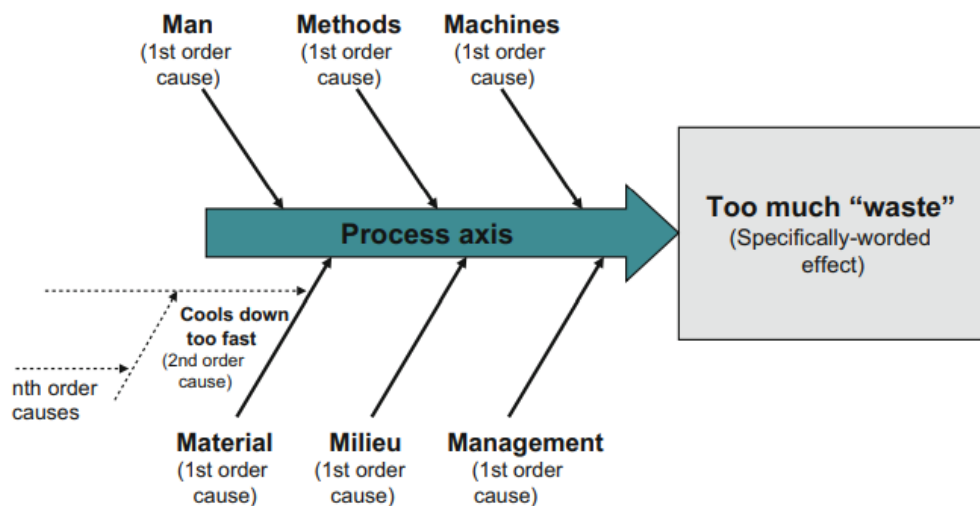 Man
(1st order
cause)
Methods
(1st order
cause)
Machines
(1st order
cause)
Process axis
Too much “waste”
(Specifically-worded
effect)
Cools down
too fast
(2nd order
cause)
nth order
causes
Material
(1st order
cause)
Milieu
(1st order
cause)
Management
(1st order
cause)